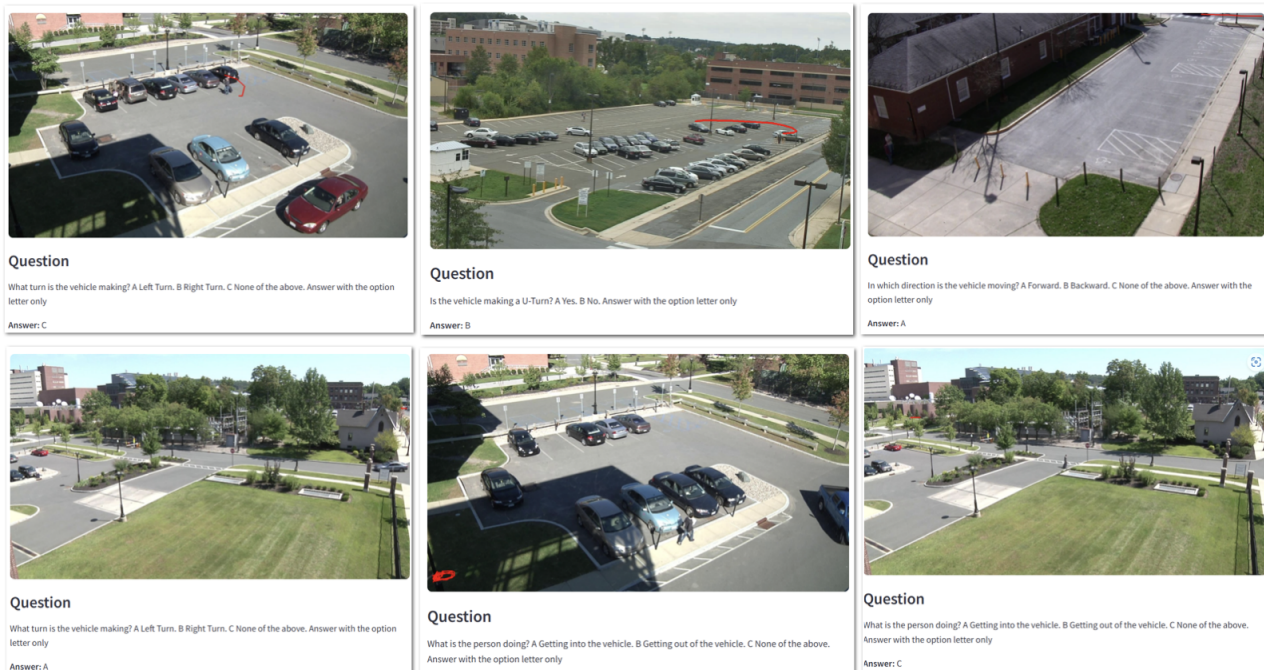 Question
What turn is the vehicle making? A Left Turn. B Right Turn. C None of the above. Answer with the option
letter only
Answer: C
Question
Is the vehicle making a U-Turn? A Yes. B No. Answer with the option letter only
Answer: B
Question
In which direction is the vehicle moving? A Forward. B Backward. C None of the above. Answer with the
option letter only
Answer: A
Question
What turn is the vehicle making? A Left Turn. B Right Turn. C None of the above. Answer with the option
letter only
Answer: A
Question
What is the person doing? A Getting into the vehicle. B Getting out of the vehicle. C None of the above.
Answer with the option letter only
Question
What is the person doing? A Getting into the vehicle. B Getting out of the vehicle. C None of the above.
Answer with the option letter only
Answer: C